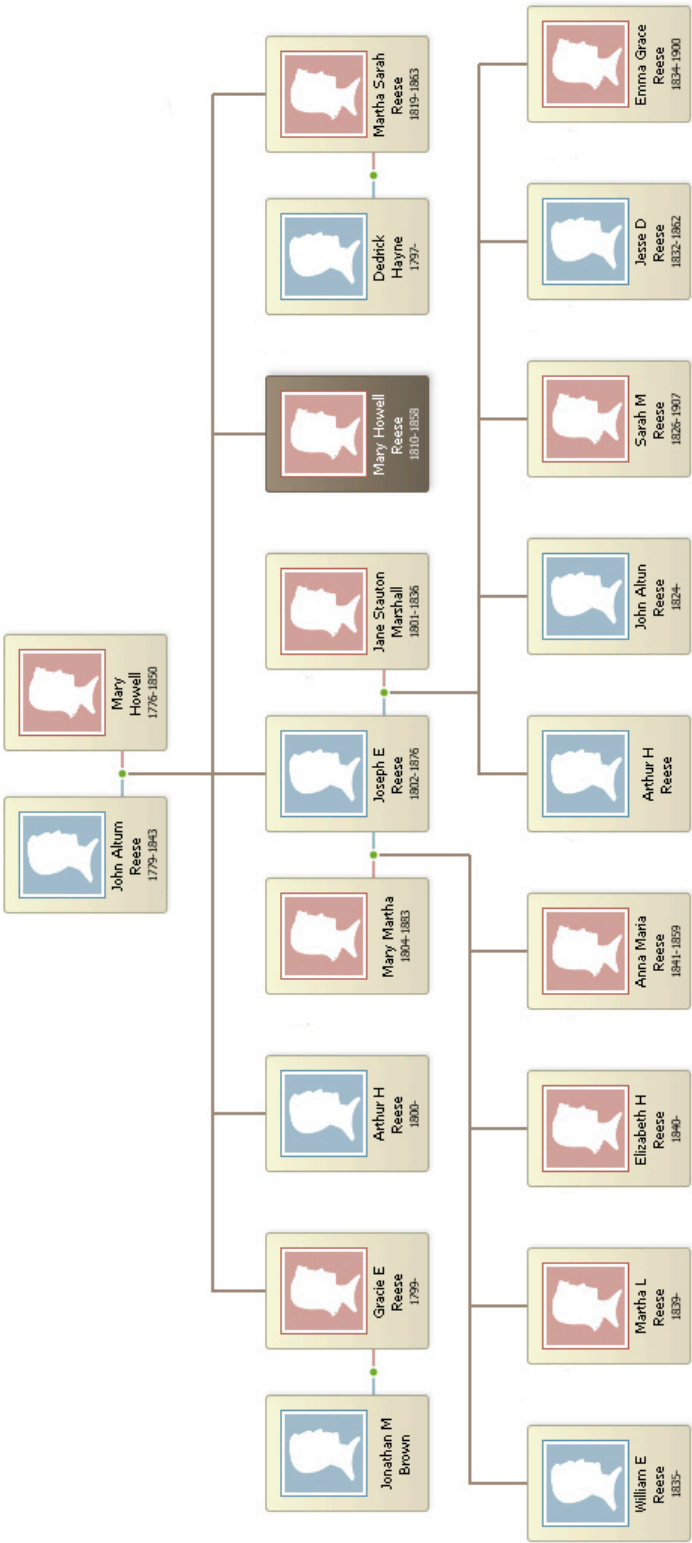 John Altum
Reese
1779-1843
Mary
Howell
1776-1850
Jonathan M
Brown
Gracie E
Reese
1799-
Arthur H
Reese
1800-
Mary Martha
1804-1883
Joseph E
Reese
1802-1876
Jane Stauton
Marshall
1801-1836
Mary Howell
Reese
1810-1858
Dedrick
Hayne
1797-
Martha Sarah
Reese
1819-1863
William E
Reese
1835-
Martha L
Reese
1839-
Elizabeth H
Reese
1840-
Anna Maria
Reese
1841-1859
Arthur H
Reese
John Altun
Reese
1824-
Sarah M
Reese
1826-1907
Jesse D
Reese
1832-1862
Emma Grace
Reese
1834-1900